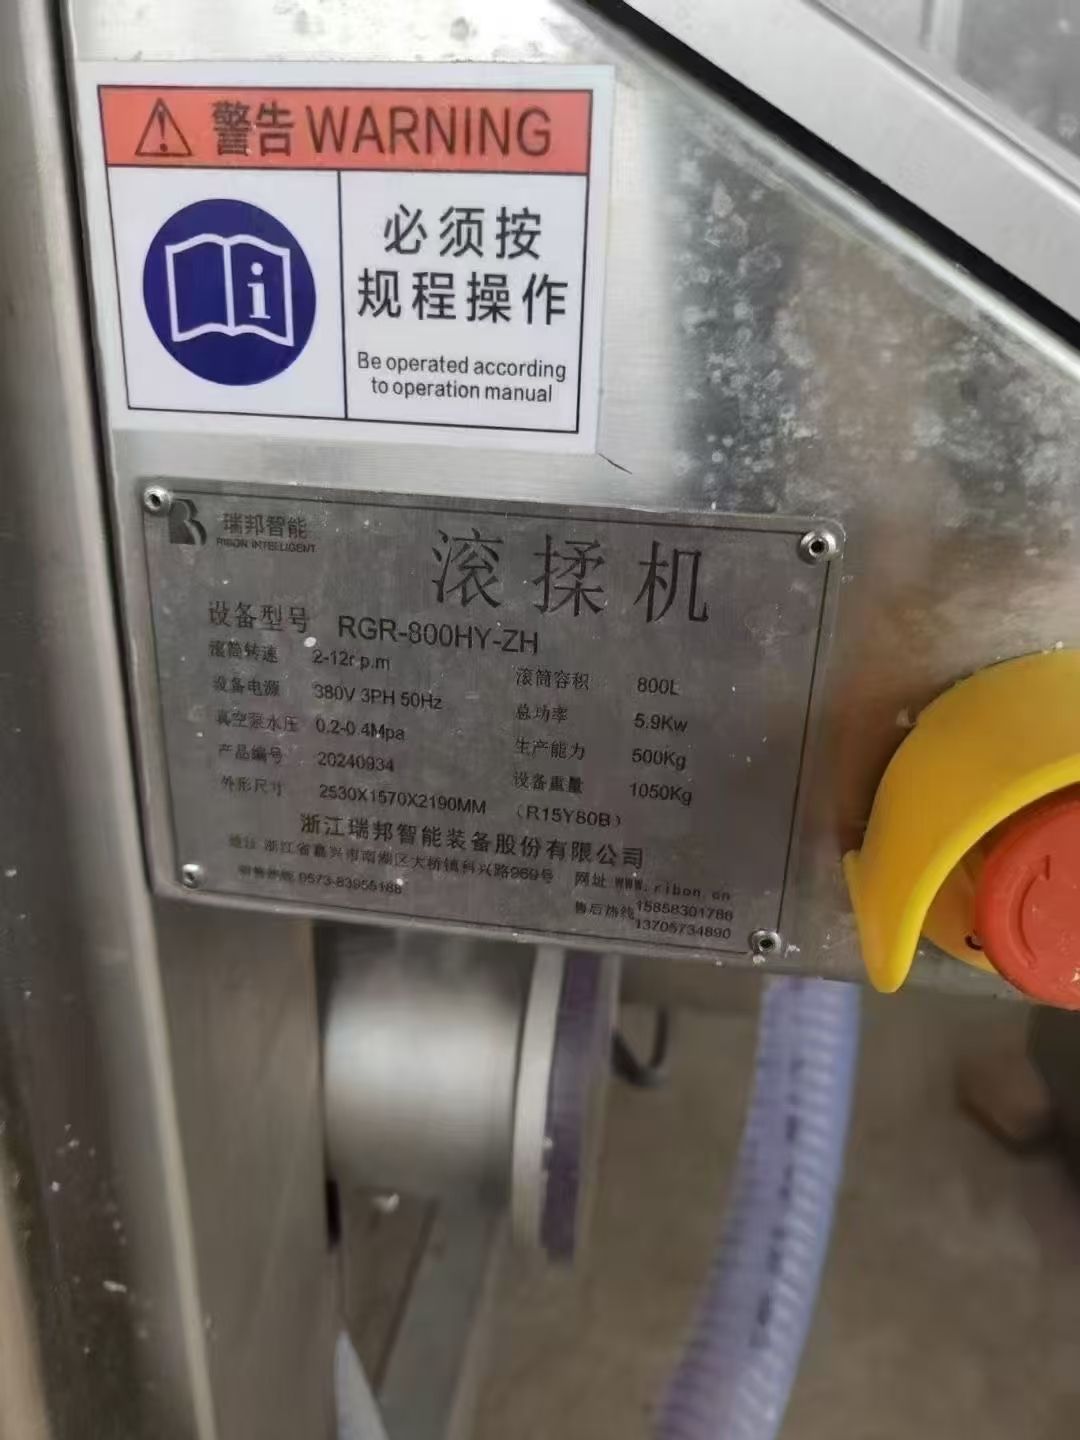 警告 WARNING
必须按
规程操作
Be operated according
to operation manual
瑞邦智能
RIBON INTELLIGENT
滚揉机
设备型号 RGR-800HY-ZH
滚筒转速 2-12r.p.m 滚筒容积 800L
设备电源 380V 3PH 50Hz 总功率 5.9Kw
真空泵水压 0.2-0.4Mpa 生产能力 500Kg
产品编号 20240934 设备重量 1050Kg
外形尺寸 2530X1570X2190MM (R15Y80B)
浙江瑞邦智能装备股份有限公司
地址 浙江省嘉兴市南湖区大桥镇科兴路969号 网址 www.ribon.cn
销售热线 0573-83955188 售后热线 15858301786
13705734890